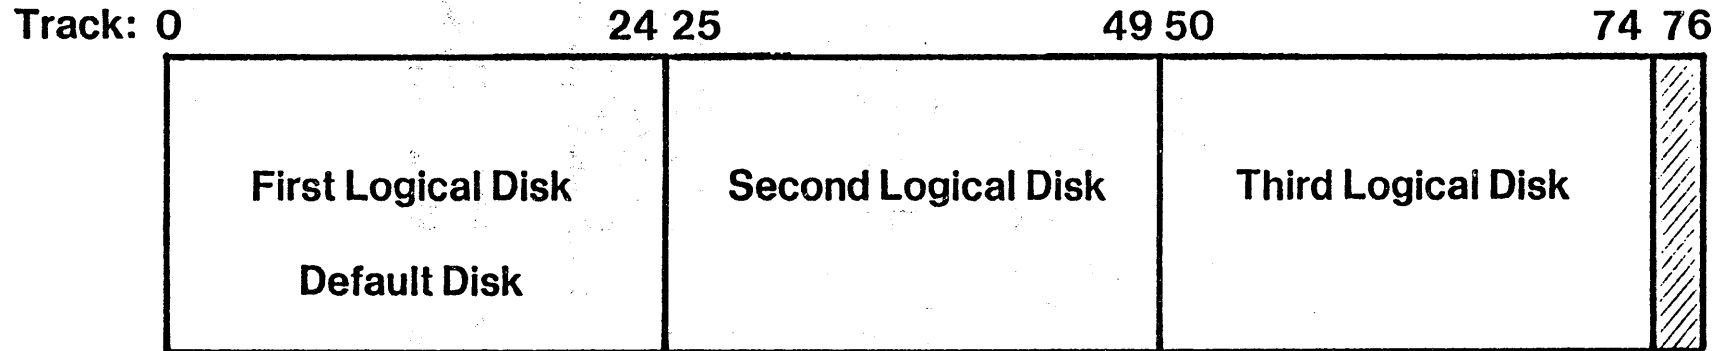 Track: 0 24 25 49 50 74 76
First Logical Disk Second Logical Disk Third Logical Disk
Default Disk